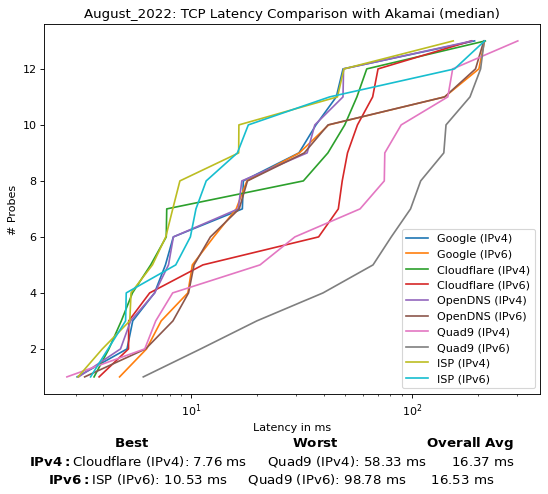 August_2022: TCP Latency Comparison with Akamai (median)
# Probes
12
10
8
6
4
2
Google (IPv4)
Google (IPv6)
Cloudflare (IPv4)
Cloudflare (IPv6)
OpenDNS (IPv4)
OpenDNS (IPv6)
Quad9 (IPv4)
Quad9 (IPv6)
ISP (IPv4)
ISP (IPv6)
10¹ 10²
Latency in ms
Best Worst Overall Avg
IPv4: Cloudflare (IPv4): 7.76 ms Quad9 (IPv4): 58.33 ms 16.37 ms
IPv6: ISP (IPv6): 10.53 ms Quad9 (IPv6): 98.78 ms 16.53 ms